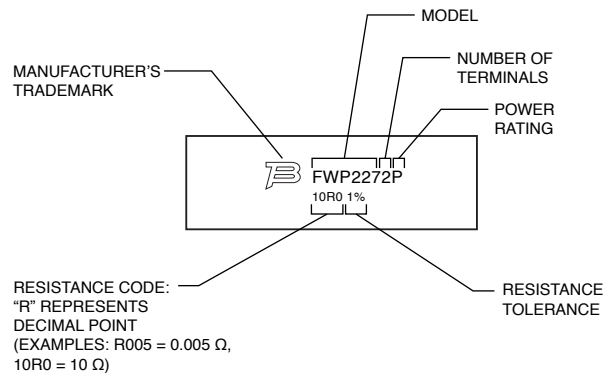 MODEL
MANUFACTURER'S
TRADEMARK
NUMBER OF
TERMINALS
POWER
RATING
FWP2272P
10R0 1%
RESISTANCE CODE:
“R” REPRESENTS
DECIMAL POINT
(EXAMPLES: R005 = 0.005 Ω,
10R0 = 10 Ω)
RESISTANCE
TOLERANCE